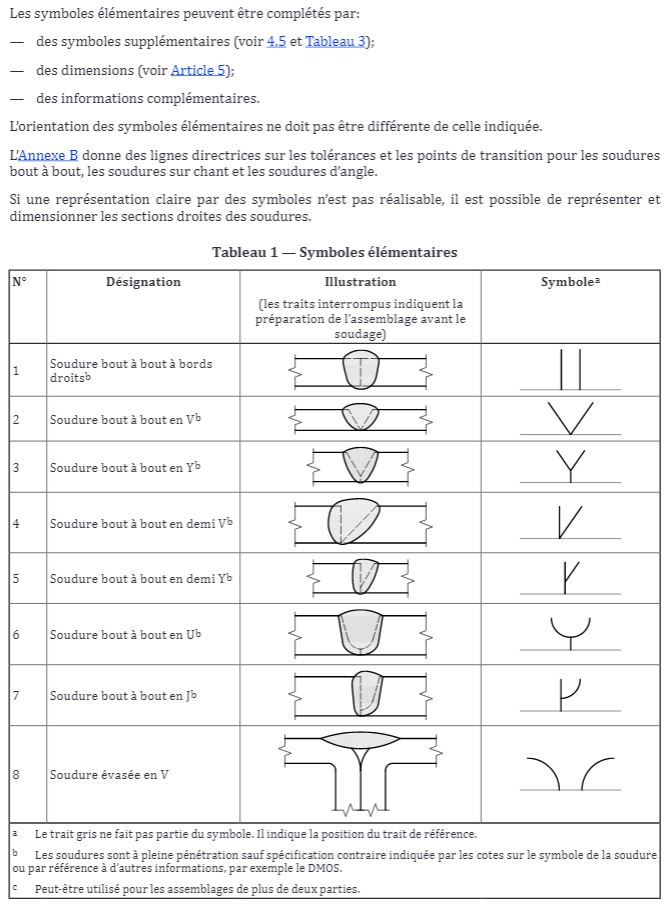 Les symboles élémentaires peuvent être complétés par:
— des symboles supplémentaires (voir 4.5 et Tableau 3);
— des dimensions (voir Article 5);
— des informations complémentaires.
L'orientation des symboles élémentaires ne doit pas être différente de celle indiquée.
L'Annexe B donne des lignes directrices sur les tolérances et les points de transition pour les soudures
bout à bout, les soudures sur chant et les soudures d'angle.
Si une représentation claire par des symboles n'est pas réalisable, il est possible de représenter et
dimensionner les sections droites des soudures.
Tableau 1 — Symboles élémentaires
N° Désignation Illustration Symboleᵃ
(les traits interrompus indiquent la
préparation de l'assemblage avant le
soudage)
1 Soudure bout à bout à bords
droitsᵇ
2 Soudure bout à bout en Vᵇ
3 Soudure bout à bout en Yᵇ
4 Soudure bout à bout en demi Vᵇ
5 Soudure bout à bout en demi Yᵇ
6 Soudure bout à bout en Uᵇ
7 Soudure bout à bout en Jᵇ
8 Soudure évasée en V
a Le trait gris ne fait pas partie du symbole. Il indique la position du trait de référence.
b Les soudures sont à pleine pénétration sauf spécification contraire indiquée par les cotes sur le symbole de la soudure
ou par référence à d'autres informations, par exemple le DMOS.
c Peut-être utilisé pour les assemblages de plus de deux parties.